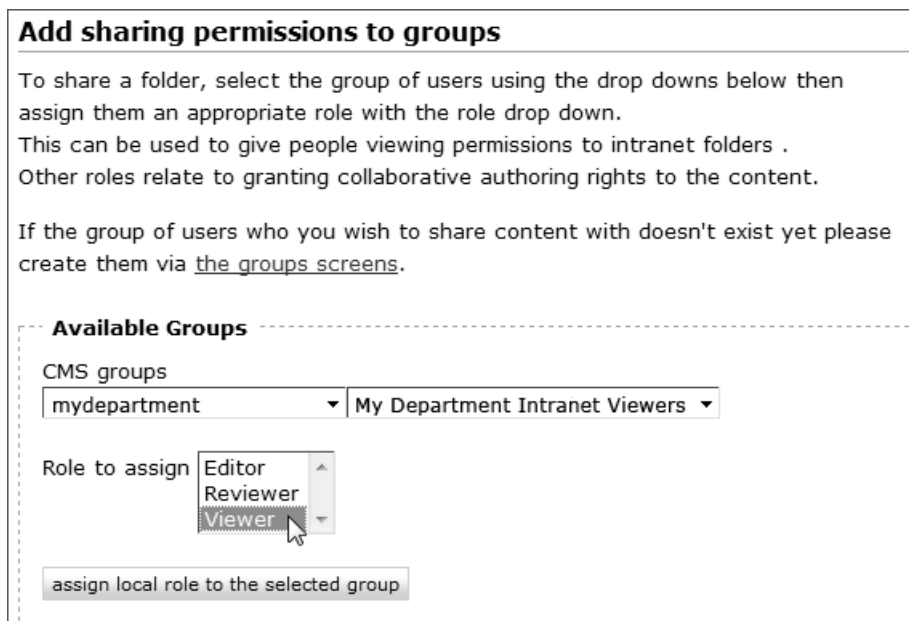 Add sharing permissions to groups
To share a folder, select the group of users using the drop downs below then
assign them an appropriate role with the role drop down.
This can be used to give people viewing permissions to intranet folders .
Other roles relate to granting collaborative authoring rights to the content.
If the group of users who you wish to share content with doesn't exist yet please
create them via the groups screens.
Available Groups
CMS groups
mydepartment My Department Intranet Viewers
Role to assign Editor
Reviewer
Viewer
assign local role to the selected group